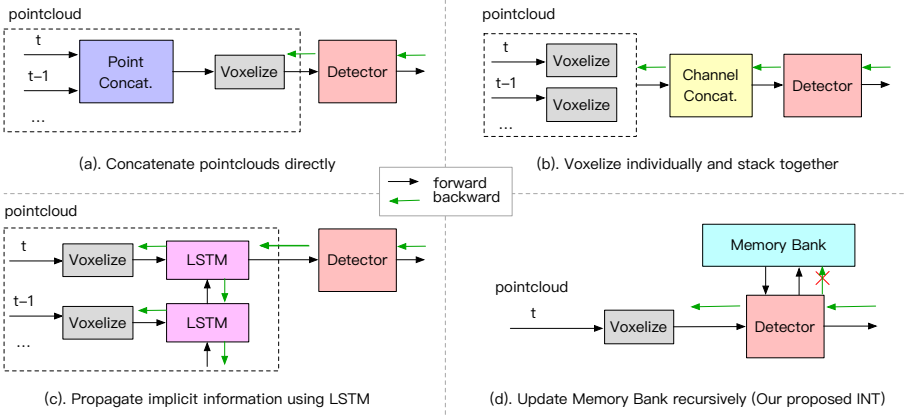 pointcloud
t
t-1
...
Point
Concat.
Voxelize
Detector
(a). Concatenate pointclouds directly
pointcloud
t
Voxelize
t-1
Voxelize
...
Channel
Concat.
Detector
(b). Voxelize individually and stack together
forward
backward
pointcloud
t
Voxelize
LSTM
Detector
t-1
Voxelize
LSTM
...
(c). Propagate implicit information using LSTM
Memory Bank
pointcloud
t
Voxelize
Detector
(d). Update Memory Bank recursively (Our proposed INT)